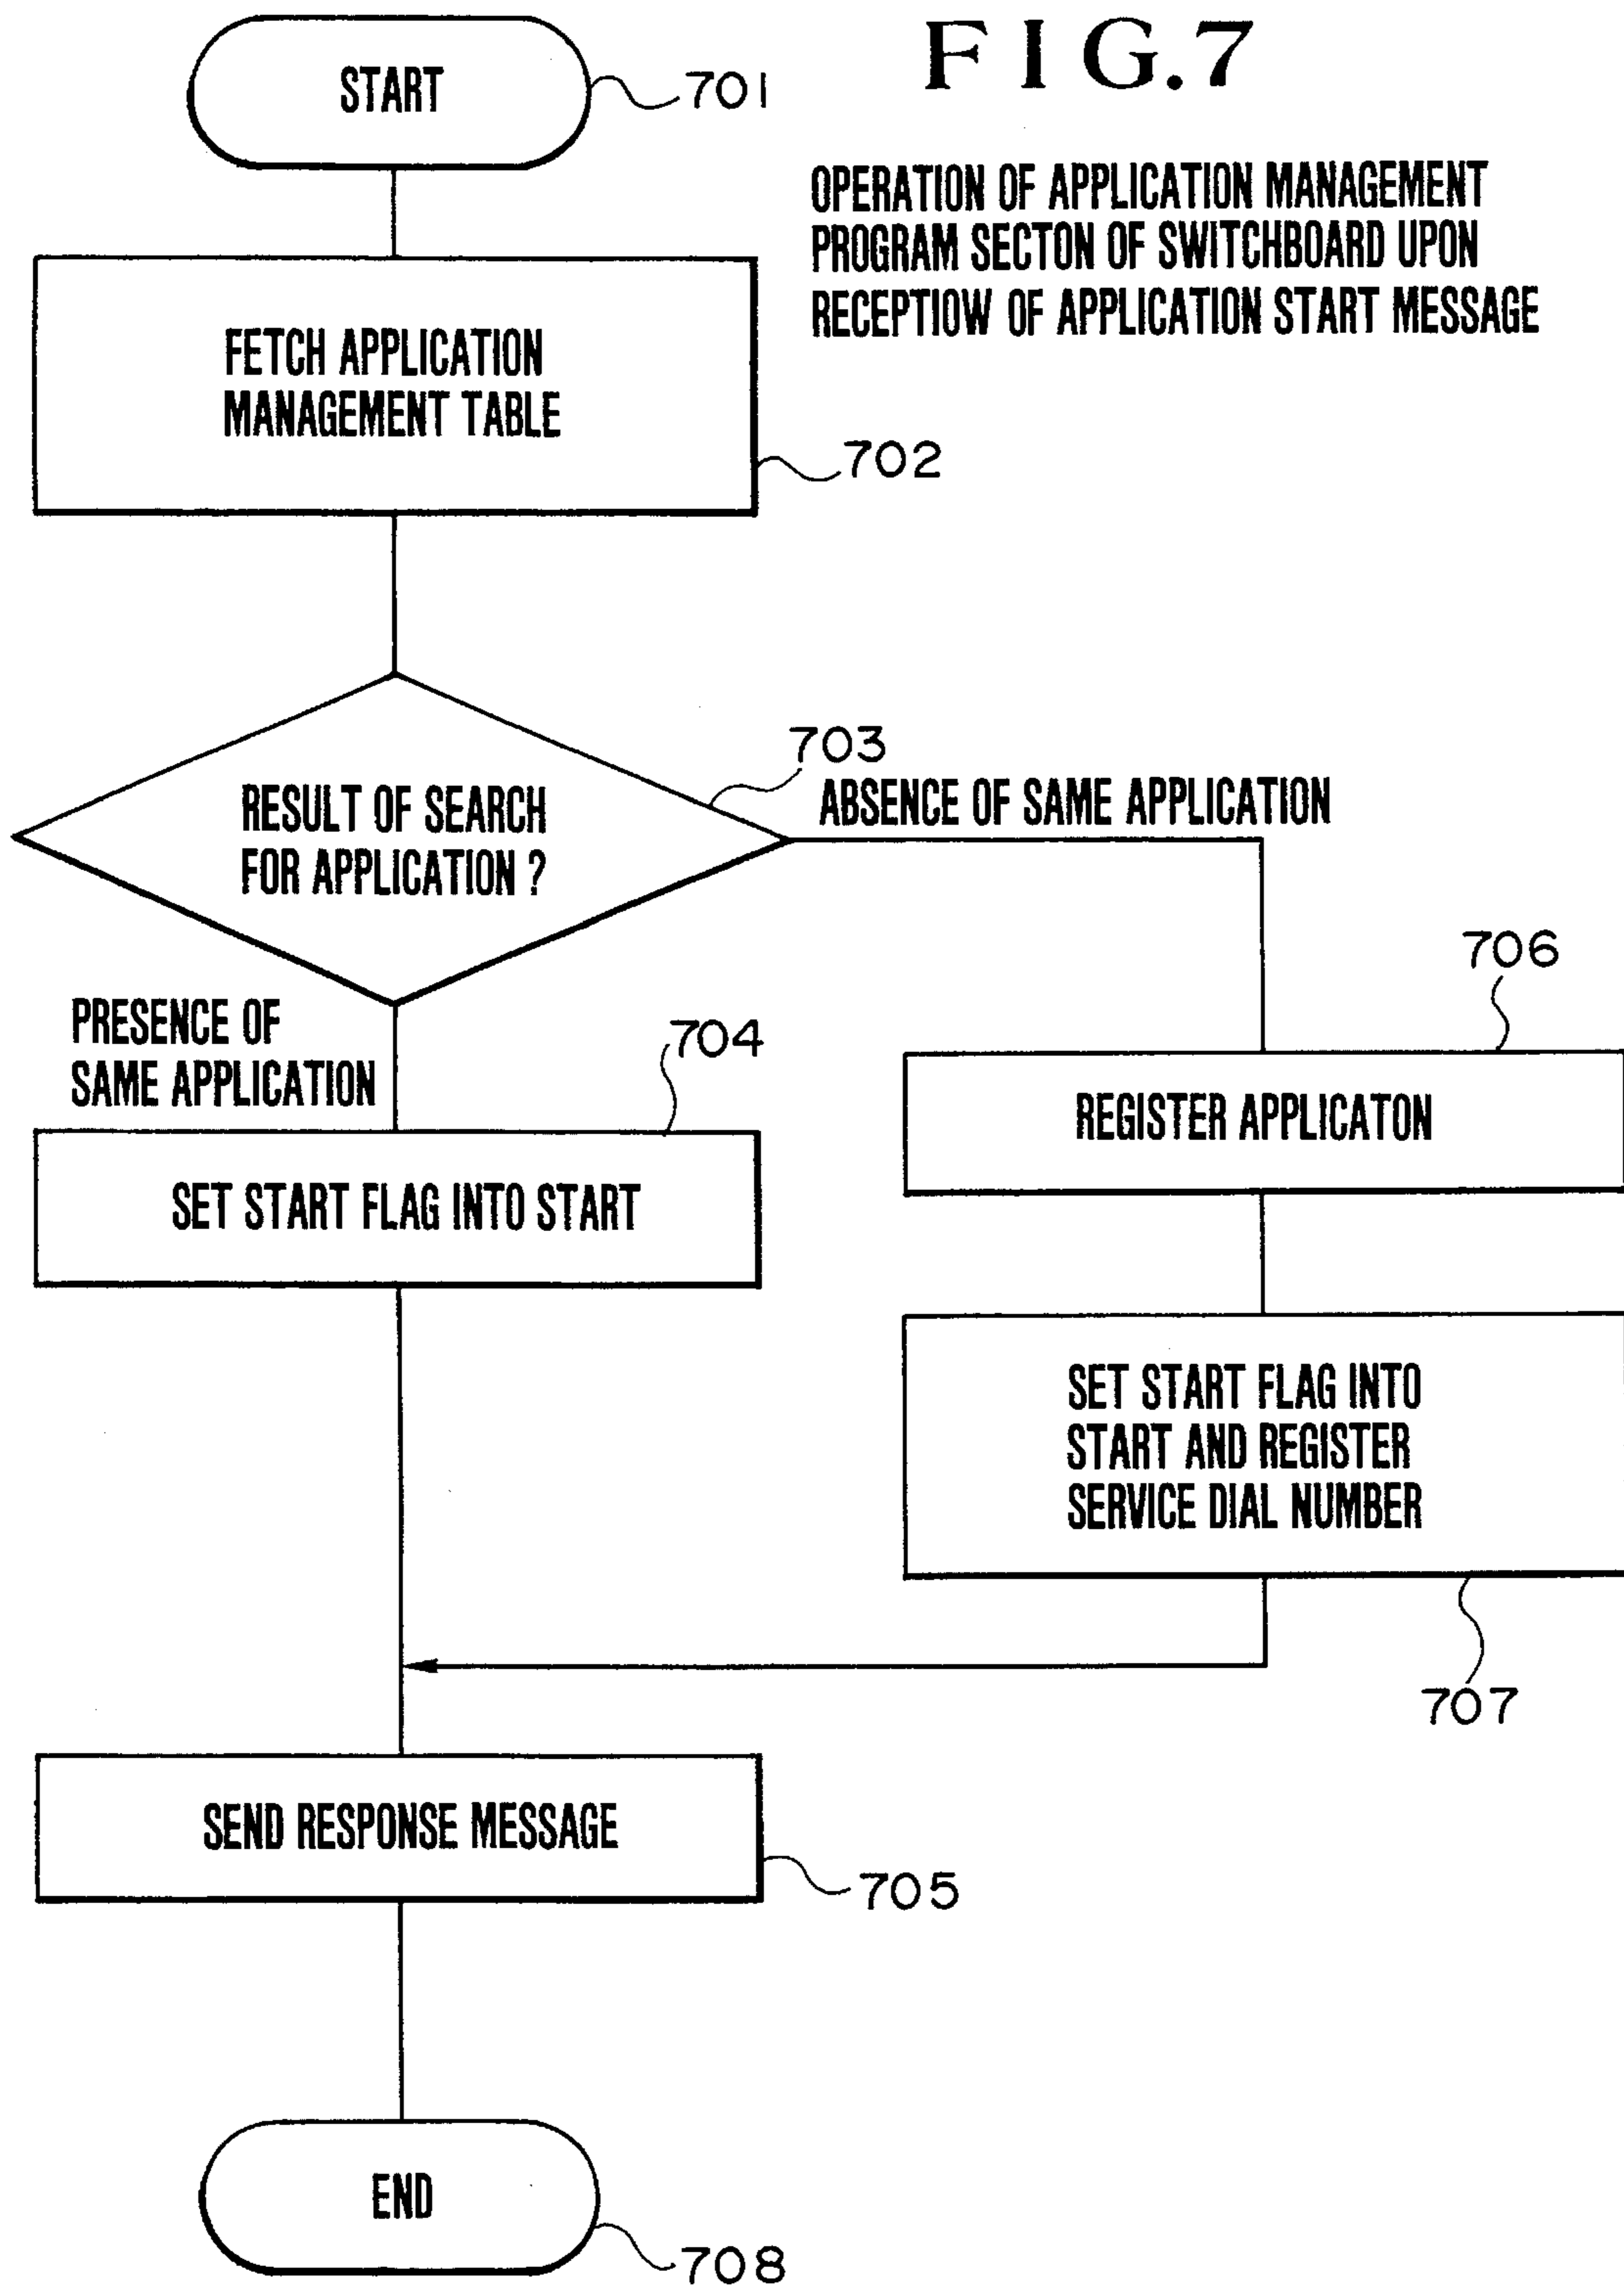 FIG.7
OPERATION OF APPLICATION MANAGEMENT
PROGRAM SECTON OF SWITCHBOARD UPON
RECEPTIOW OF APPLICATION START MESSAGE
START
701
FETCH APPLICATION
MANAGEMENT TABLE
702
RESULT OF SEARCH
FOR APPLICATION ?
703
ABSENCE OF SAME APPLICATION
PRESENCE OF
SAME APPLICATION
704
SET START FLAG INTO START
706
REGISTER APPLICATON
SET START FLAG INTO
START AND REGISTER
SERVICE DIAL NUMBER
707
SEND RESPONSE MESSAGE
705
END
708